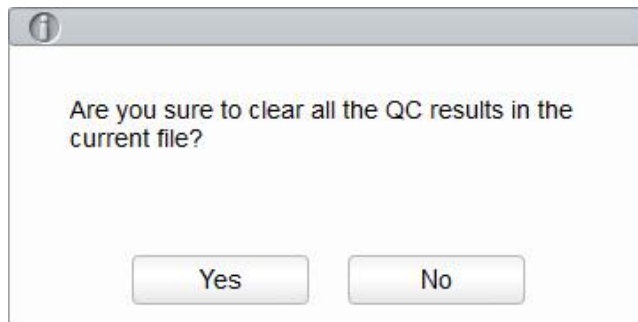 Are you sure to clear all the QC results in the
current file?
Yes
No